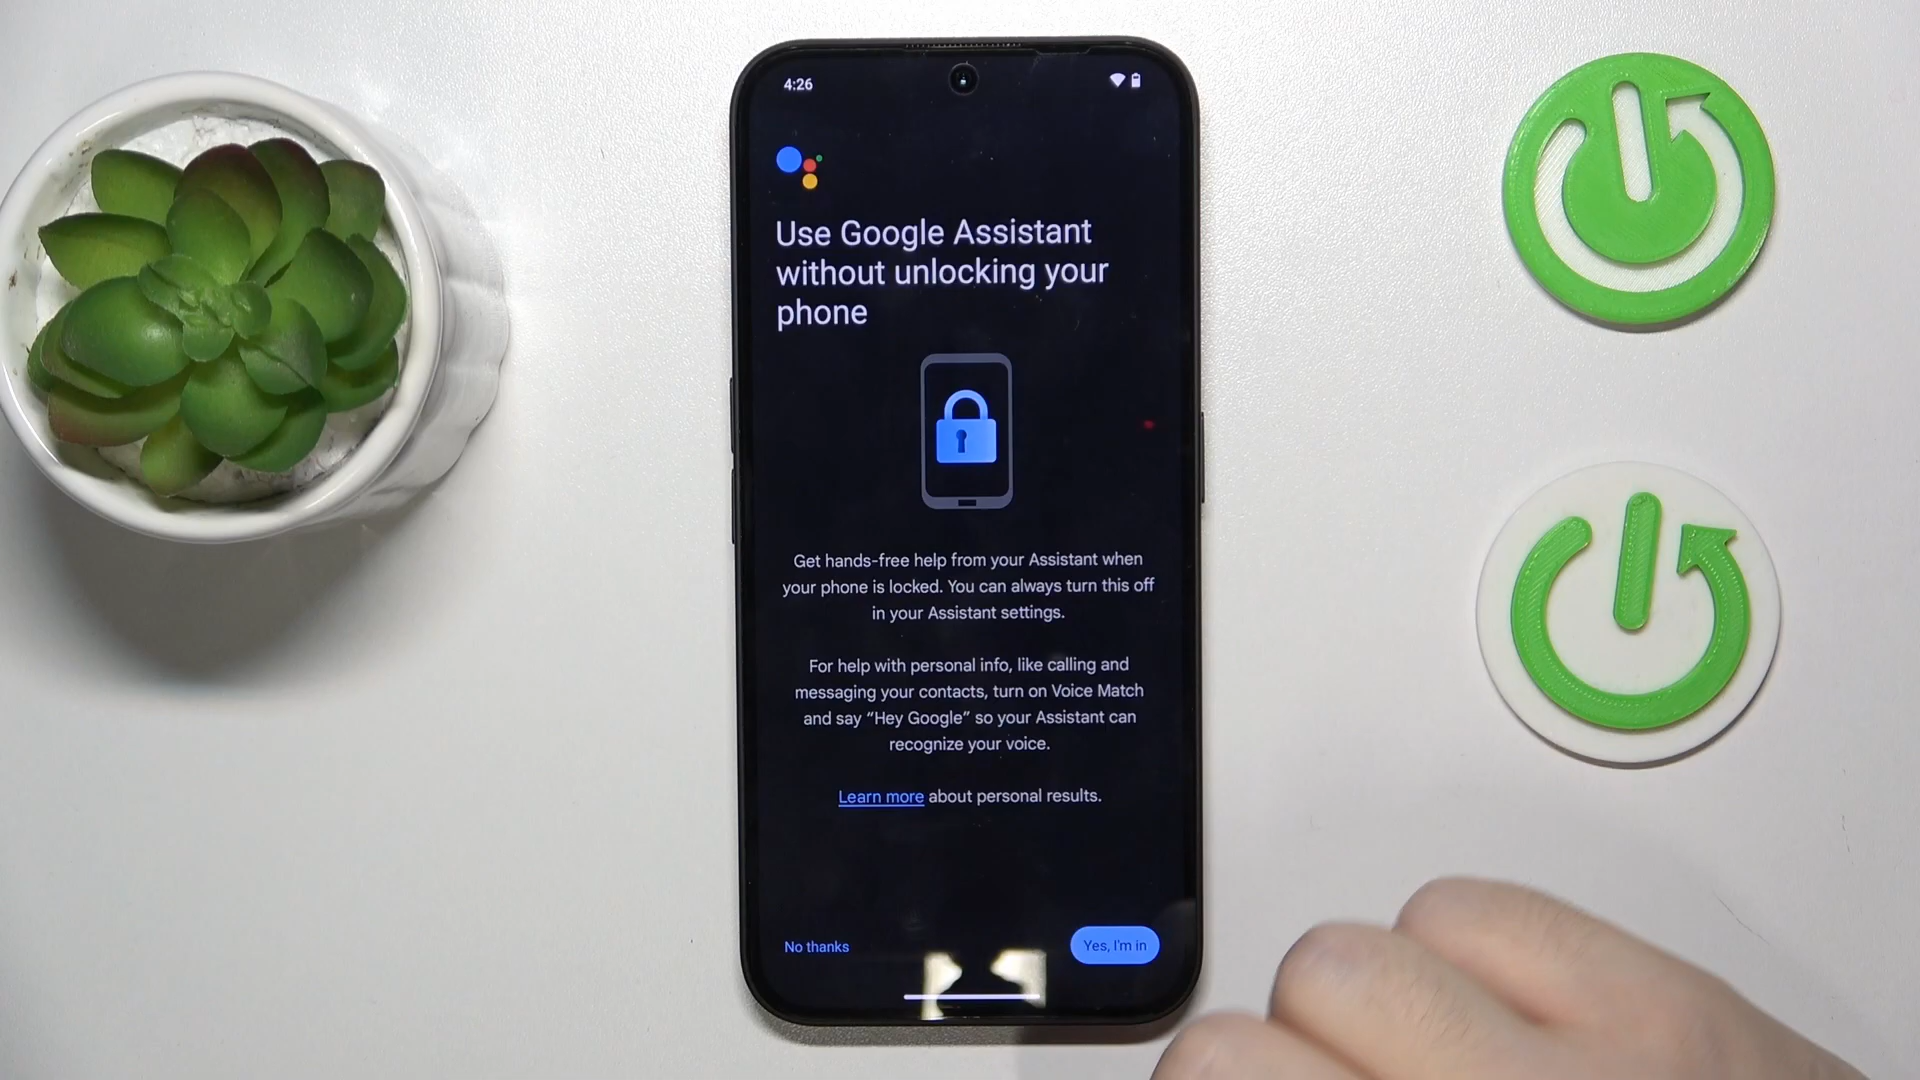 4:26
Use Google Assistant
without unlocking your
phone
Get hands-free help from your Assistant when
your phone is locked. You can always turn this off
in your Assistant settings.
For help with personal info, like calling and
messaging your contacts, turn on Voice Match
and say “Hey Google” so your Assistant can
recognize your voice.
Learn more about personal results.
No thanks
Yes, I'm in